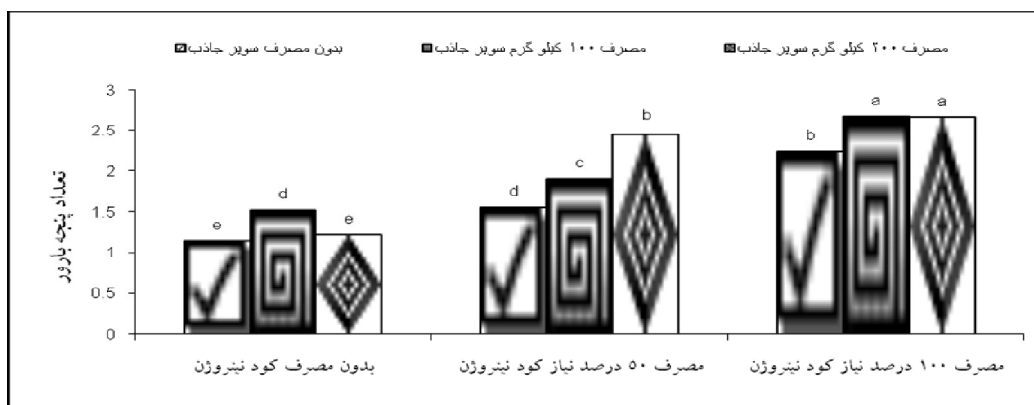 بدون مصرف سوپر جاذب
مصرف ۱۰۰ کیلو گرم سوپر جاذب
مصرف ۲۰۰ کیلو گرم سوپر جاذب
تعداد پنجه بارور
3
2.5
2
1.5
1
0.5
0
e
d
e
d
c
b
b
a
a
بدون مصرف کود نیتروژن
مصرف ۵۰ درصد نیاز کود نیتروژن
مصرف ۱۰۰ درصد نیاز کود نیتروژن